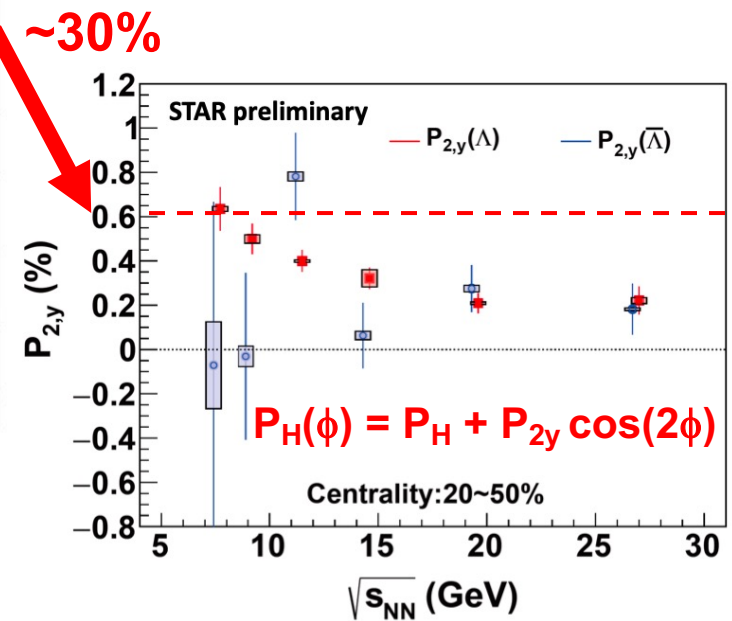 ~30%
STAR preliminary
P2,y(Λ)
P2,y(Λ̅)
1.2
1
0.8
0.6
0.4
0.2
0
−0.2
−0.4
−0.6
−0.8
P2,y (%)
PH(ϕ) = PH + P2y cos(2ϕ)
Centrality:20~50%
5 10 15 20 25 30
√sNN (GeV)